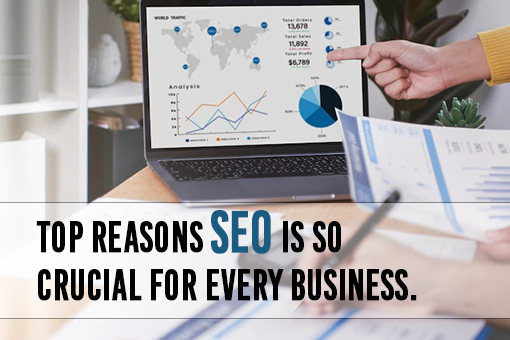 WORLD TRAFFIC
Total Orders
13,678
Total Sales
11,892
Total Profit
$6,789
Analysis
TOP REASONS SEO IS SO
CRUCIAL FOR EVERY BUSINESS.